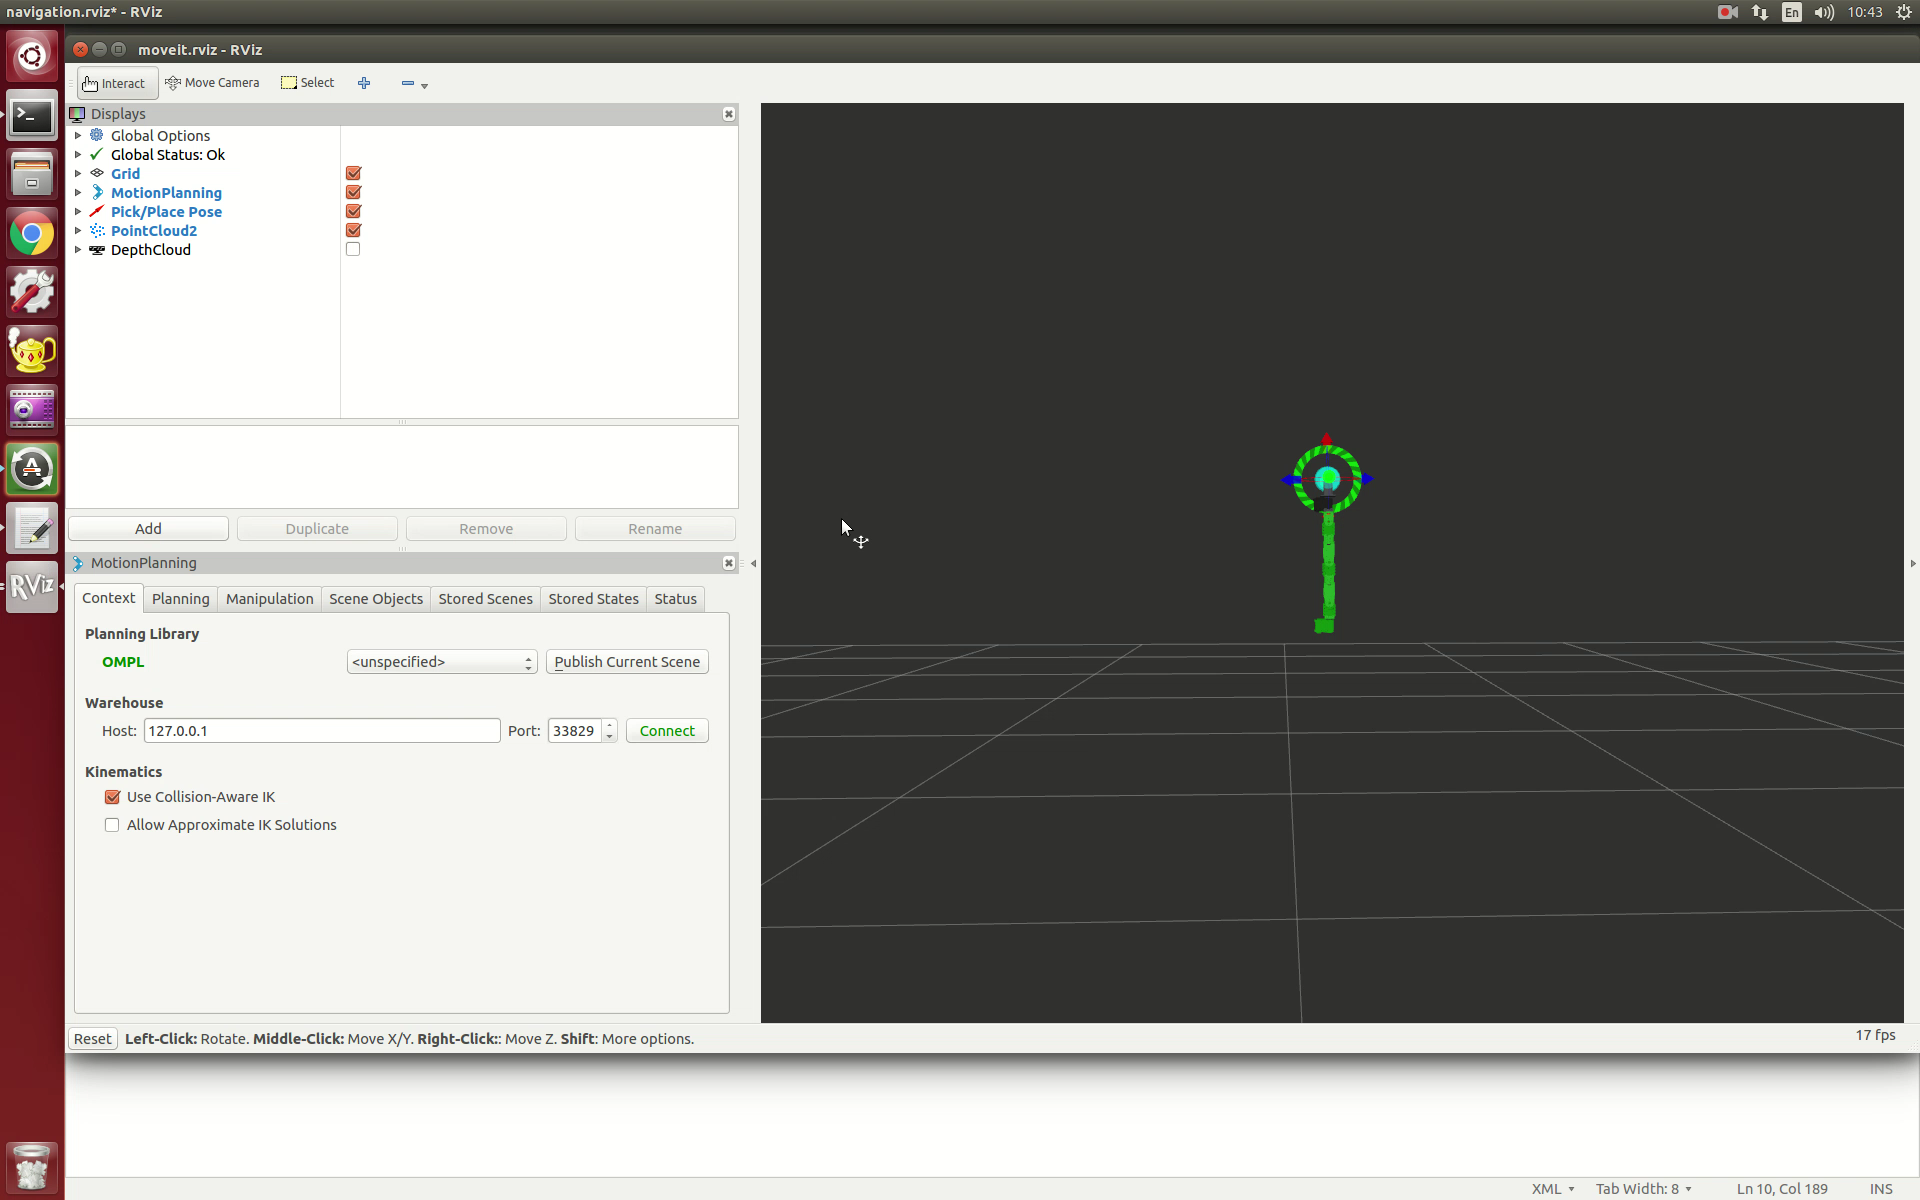 navigation.rviz* - RViz
En
10:43
moveit.rviz - RViz
Interact
Move Camera
Select
Displays
Global Options
Global Status: Ok
Grid
MotionPlanning
Pick/Place Pose
PointCloud2
DepthCloud
Add
Duplicate
Remove
Rename
MotionPlanning
Context
Planning
Manipulation
Scene Objects
Stored Scenes
Stored States
Status
Planning Library
OMPL
<unspecified>
Publish Current Scene
Warehouse
Host: 127.0.0.1
Port: 33829
Connect
Kinematics
Use Collision-Aware IK
Allow Approximate IK Solutions
RViz
Reset
Left-Click: Rotate. Middle-Click: Move X/Y. Right-Click:: Move Z. Shift: More options.
17 fps
XML
Tab Width: 8
Ln 10, Col 189
INS